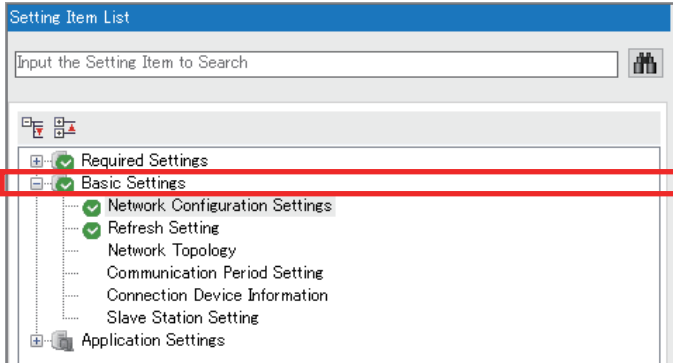 Setting Item List
Input the Setting Item to Search
Required Settings
Basic Settings
Network Configuration Settings
Refresh Setting
Network Topology
Communication Period Setting
Connection Device Information
Slave Station Setting
Application Settings